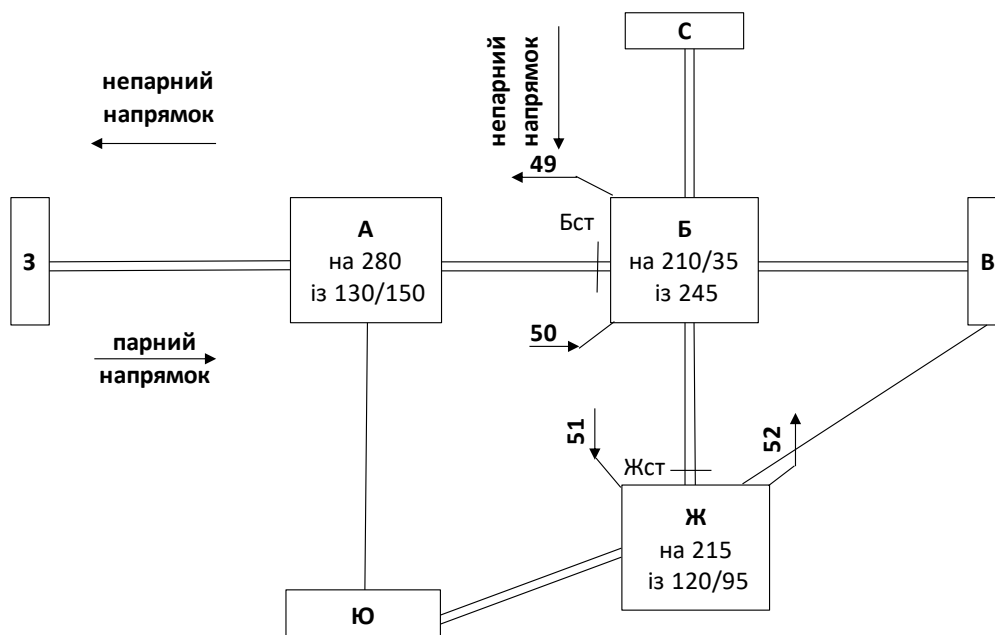 С
непарний
напрямок
непарний
напрямок
49
З
А
на 280
із 130/150
Бст
Б
на 210/35
із 245
В
парний
напрямок
50
51
52
Жст
Ж
на 215
із 120/95
Ю